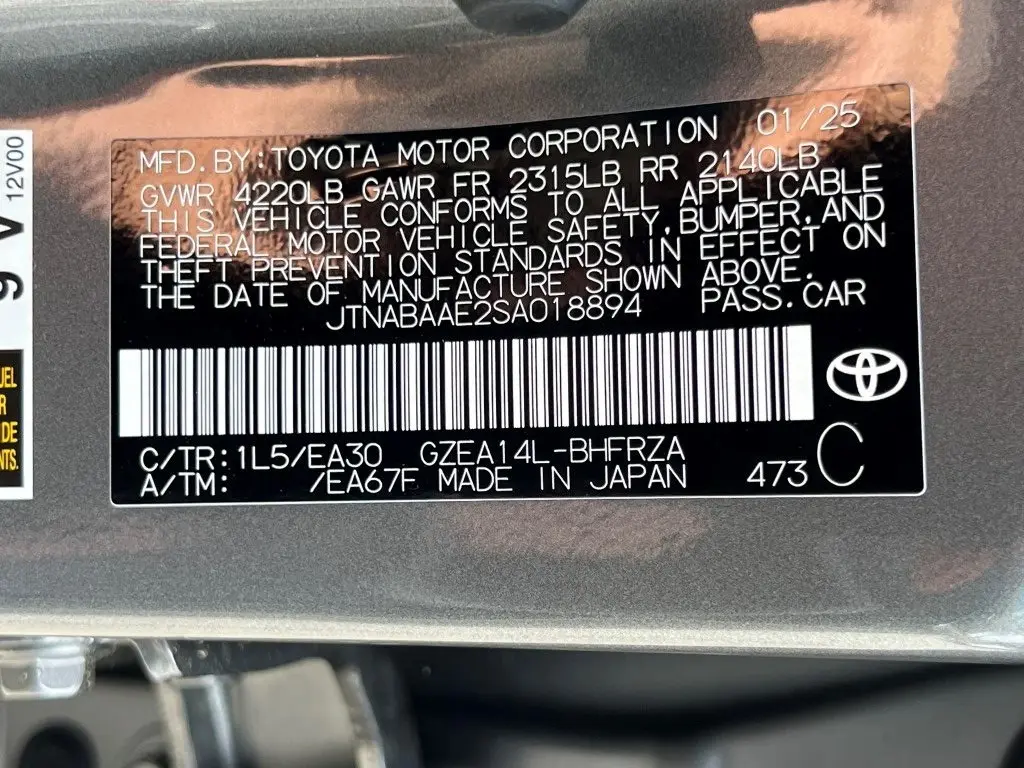 MFD.BY:TOYOTA MOTOR CORPORATION 01/25
GVWR 4220LB GAWR FR 2315LB RR 2140LB
THIS VEHICLE CONFORMS TO ALL APPLICABLE
FEDERAL MOTOR VEHICLE SAFETY,BUMPER,AND
THEFT PREVENTION STANDARDS IN EFFECT ON
THE DATE OF MANUFACTURE SHOWN ABOVE.
JTNABAAE2SA018894 PASS.CAR
C/TR:1L5/EA30 GZEA14L-BHFRZA
A/TM: /EA67F MADE IN JAPAN 473 C
12V00